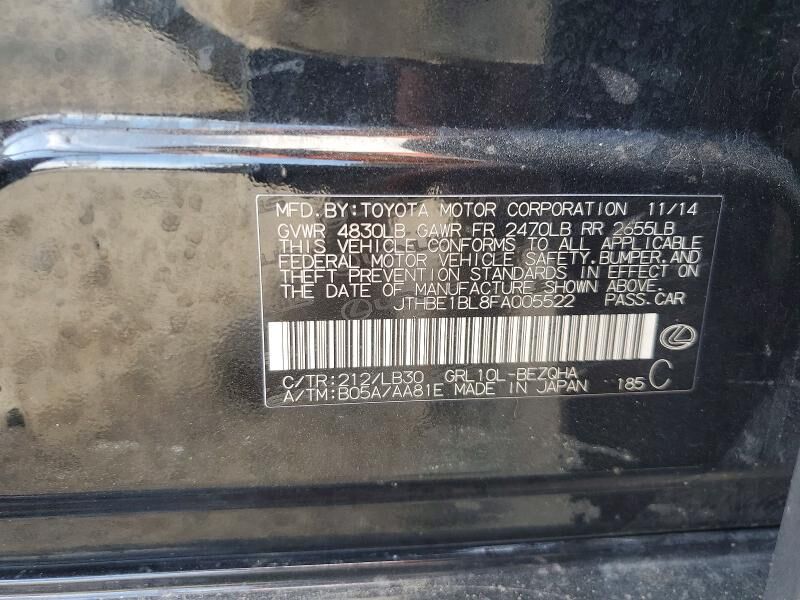 MFD.BY:TOYOTA MOTOR CORPORATION 11/14
GVWR 4830LB GAWR FR 2470LB RR 2655LB
THIS VEHICLE CONFORMS TO ALL APPLICABLE
FEDERAL MOTOR VEHICLE SAFETY,BUMPER,AND
THEFT PREVENTION STANDARDS IN EFFECT ON
THE DATE OF MANUFACTURE SHOWN ABOVE.
JTHBE1BL8FA005522 PASS.CAR
C/TR:212/LB30 GRL10L-BEZQHA
A/TM:B05A/AA81E MADE IN JAPAN 185 C